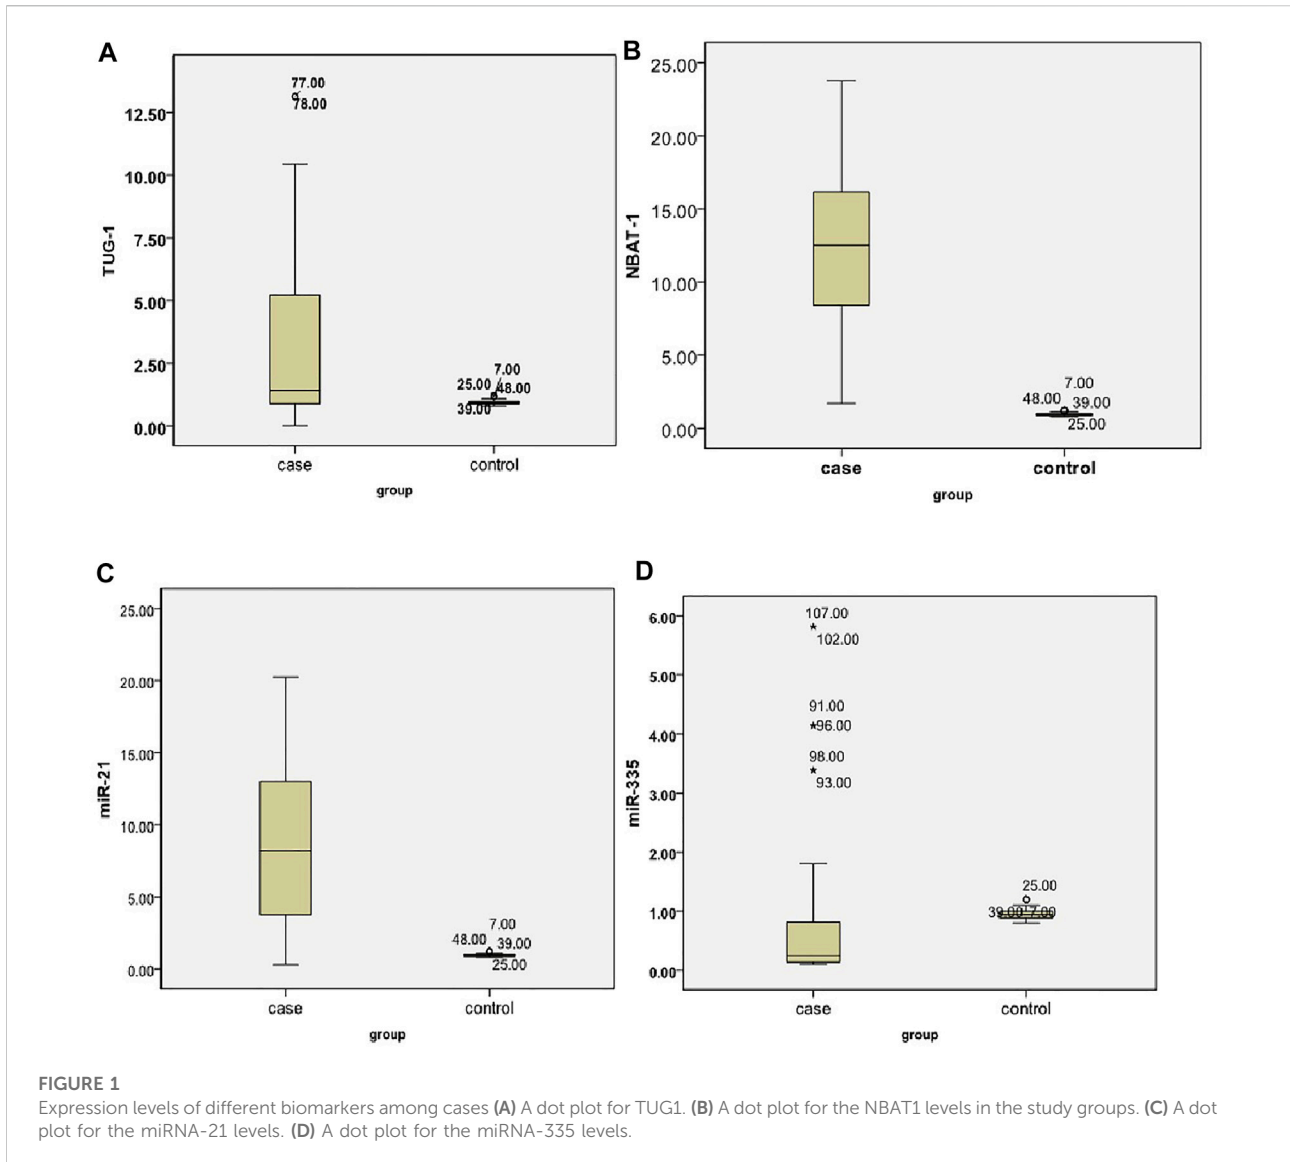 A
77.00
78.00
12.50
10.00
7.50
5.00
2.50
0.00
TUG-1
7.00
25.00 48.00
39.00
case control
group
B
25.00
20.00
15.00
10.00
5.00
0.00
NBAT-1
7.00
48.00 39.00
25.00
case control
group
C
25.00
20.00
15.00
10.00
5.00
0.00
miR-21
7.00
48.00 39.00
25.00
case control
group
D
6.00
5.00
4.00
3.00
2.00
1.00
0.00
miR-335
107.00
102.00
91.00
96.00
98.00
93.00
25.00
39.00 7.00
case control
group
FIGURE 1
Expression levels of different biomarkers among cases (A) A dot plot for TUG1. (B) A dot plot for the NBAT1 levels in the study groups. (C) A dot
plot for the miRNA-21 levels. (D) A dot plot for the miRNA-335 levels.